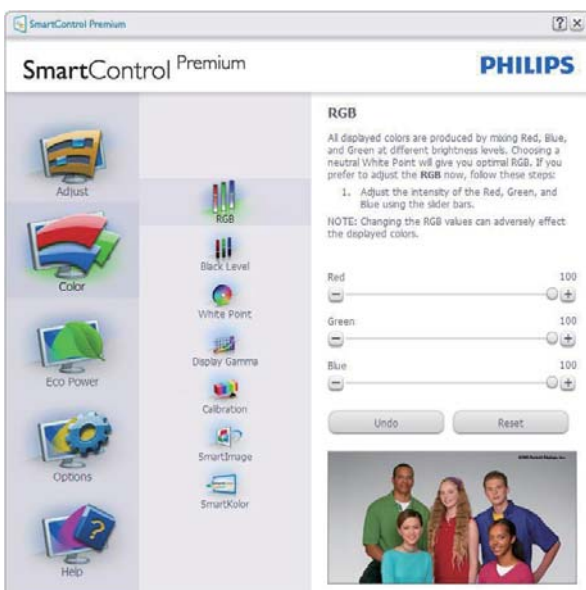 SmartControl Premium
SmartControl Premium
PHILIPS
Adjust
Color
Eco Power
Options
Help
RGB
Black Level
White Point
Display Gamma
Calibration
SmartImage
SmartKolor
RGB
All displayed colors are produced by mixing Red, Blue,
and Green at different brightness levels. Choosing a
neutral White Point will give you optimal RGB. If you
prefer to adjust the RGB now, follow these steps:
1. Adjust the intensity of the Red, Green, and
Blue using the slider bars.
NOTE: Changing the RGB values can adversely effect
the displayed colors.
Red 100
Green 100
Blue 100
Undo Reset